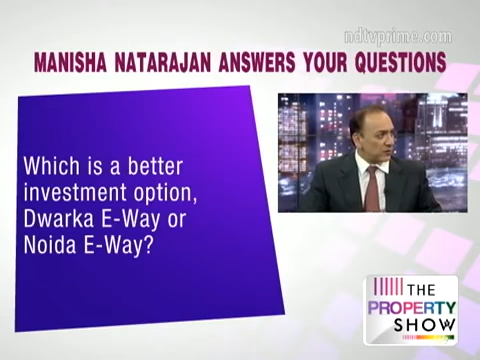 ndtvprime.com
MANISHA NATARAJAN ANSWERS YOUR QUESTIONS
Which is a better
investment option,
Dwarka E-Way or
Noida E-Way?
THE
PROPERTY
SHOW